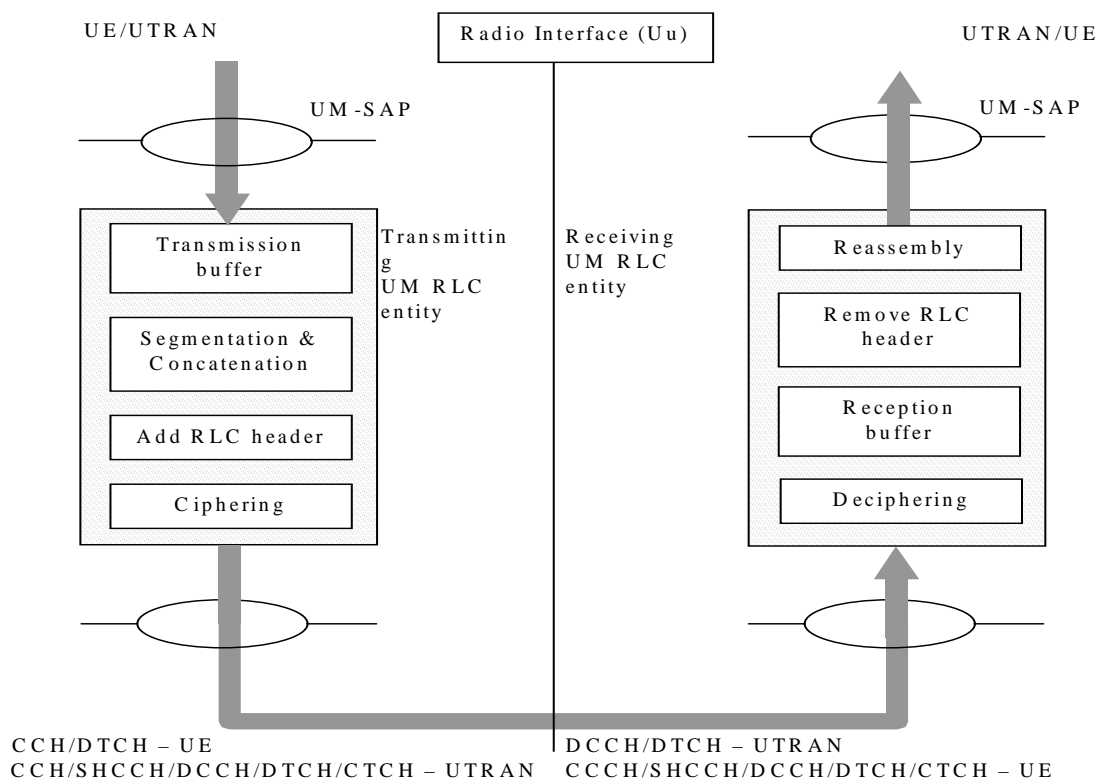 UE/UTRAN
Radio Interface (Uu)
UTRAN/UE
UM-SAP
UM-SAP
Transmission
buffer
Segmentation &
Concatenation
Add RLC header
Ciphering
Transmittin
g
UM RLC
entity
Receiving
UM RLC
entity
Reassembly
Remove RLC
header
Reception
buffer
Deciphering
CCH/DTCH – UE
CCH/SHCCH/DCCH/DTCH/CTCH – UTRAN
DCCH/DTCH – UTRAN
CCCH/SHCCH/DCCH/DTCH/CTCH – UE